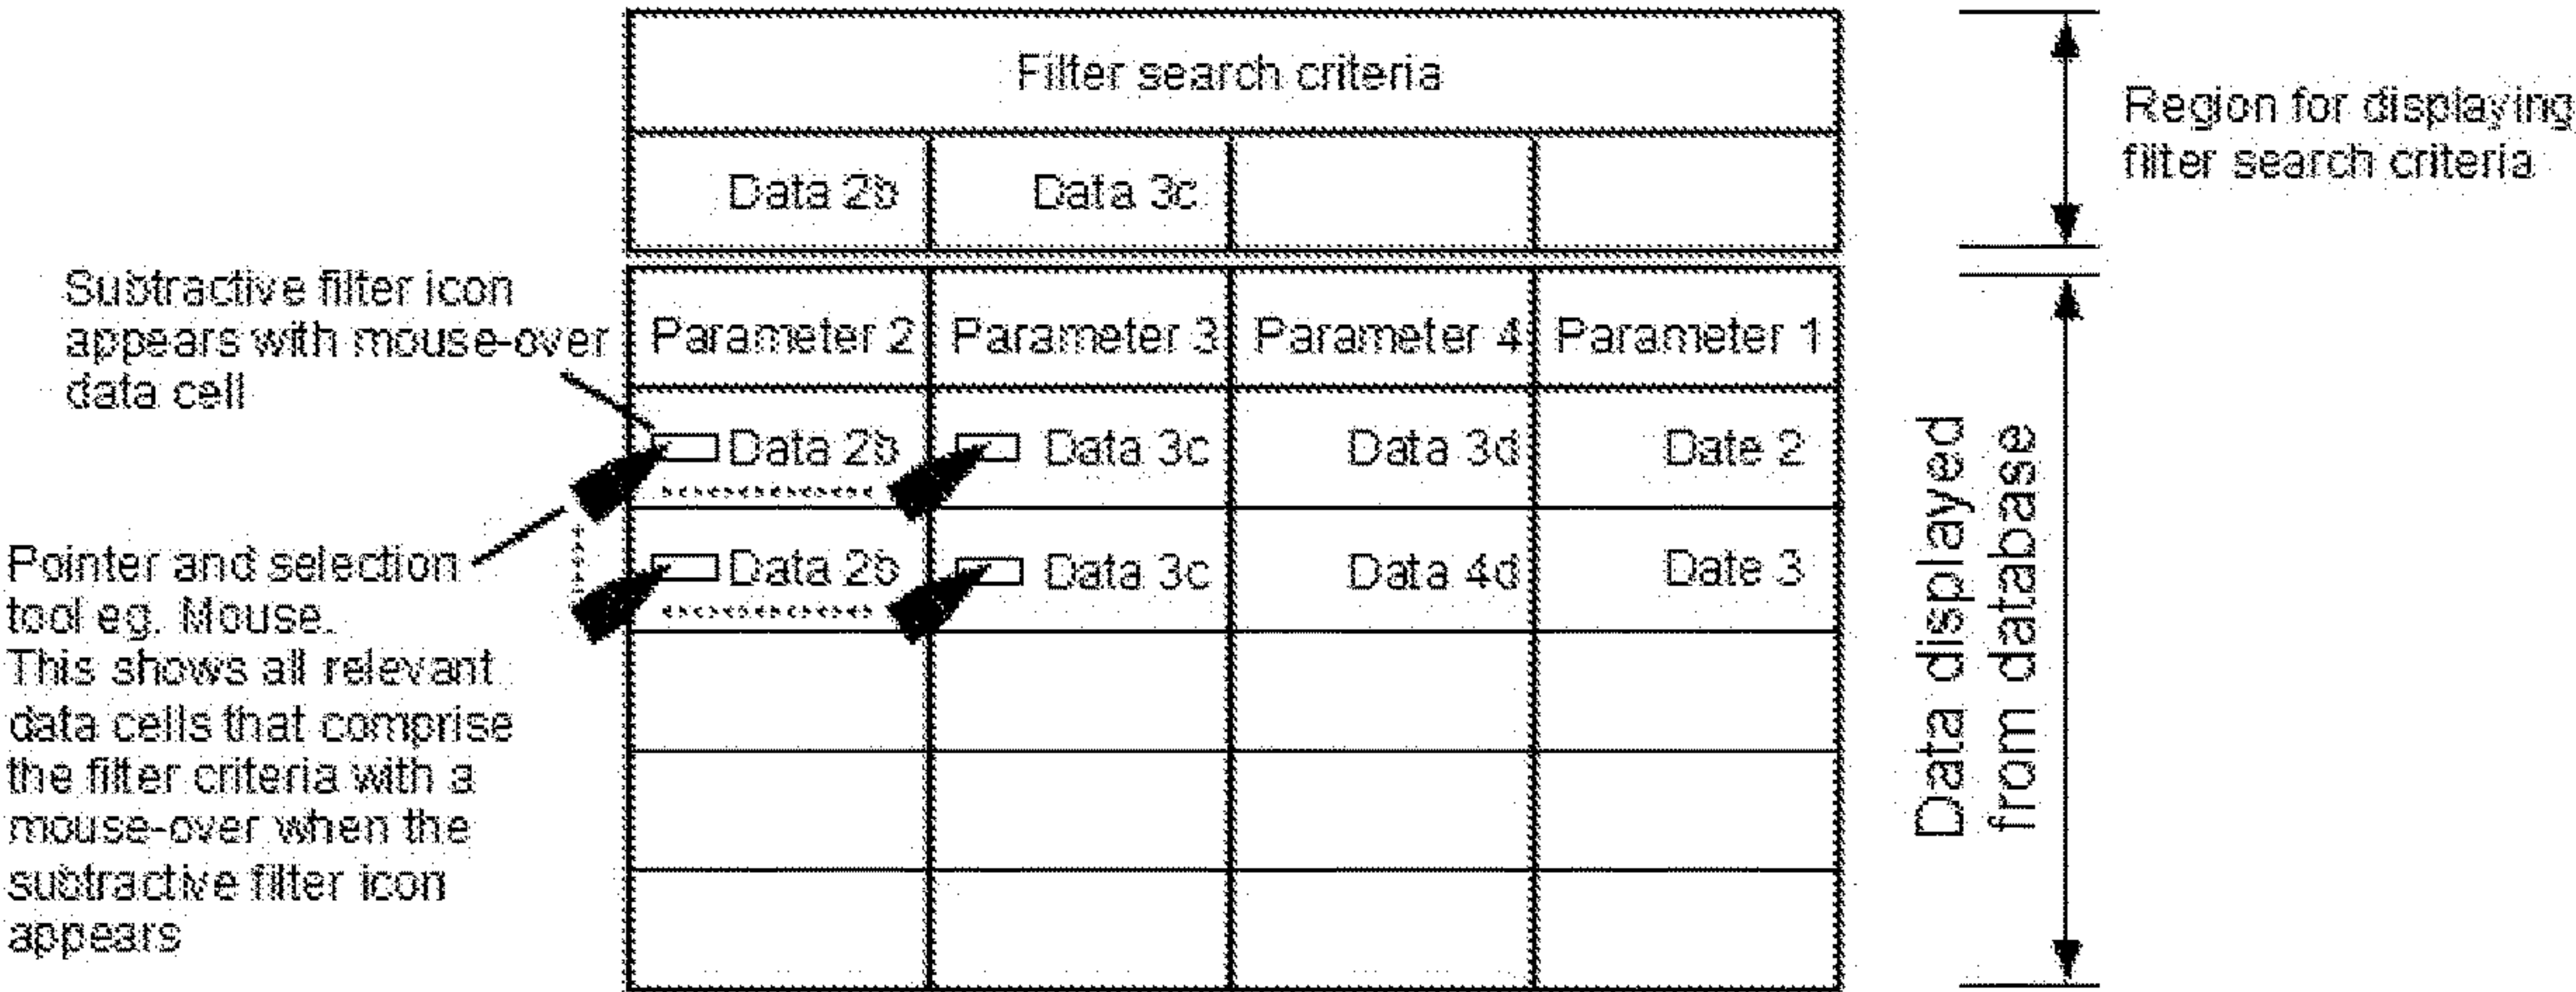 Filter search criteria
Data 2b Data 3c
Region for displaying
filter search criteria
Subtractive filter icon
appears with mouse-over
data cell
Pointer and selection
tool eg. Mouse.
This shows all relevant
data cells that comprise
the filter criteria with a
mouse-over when the
subtractive filter icon
appears
Parameter 2 Parameter 3 Parameter 4 Parameter 1
Data 2b Data 3c Data 3d Date 2
Data 2b Data 3c Data 4d Date 3
Data displayed
from database